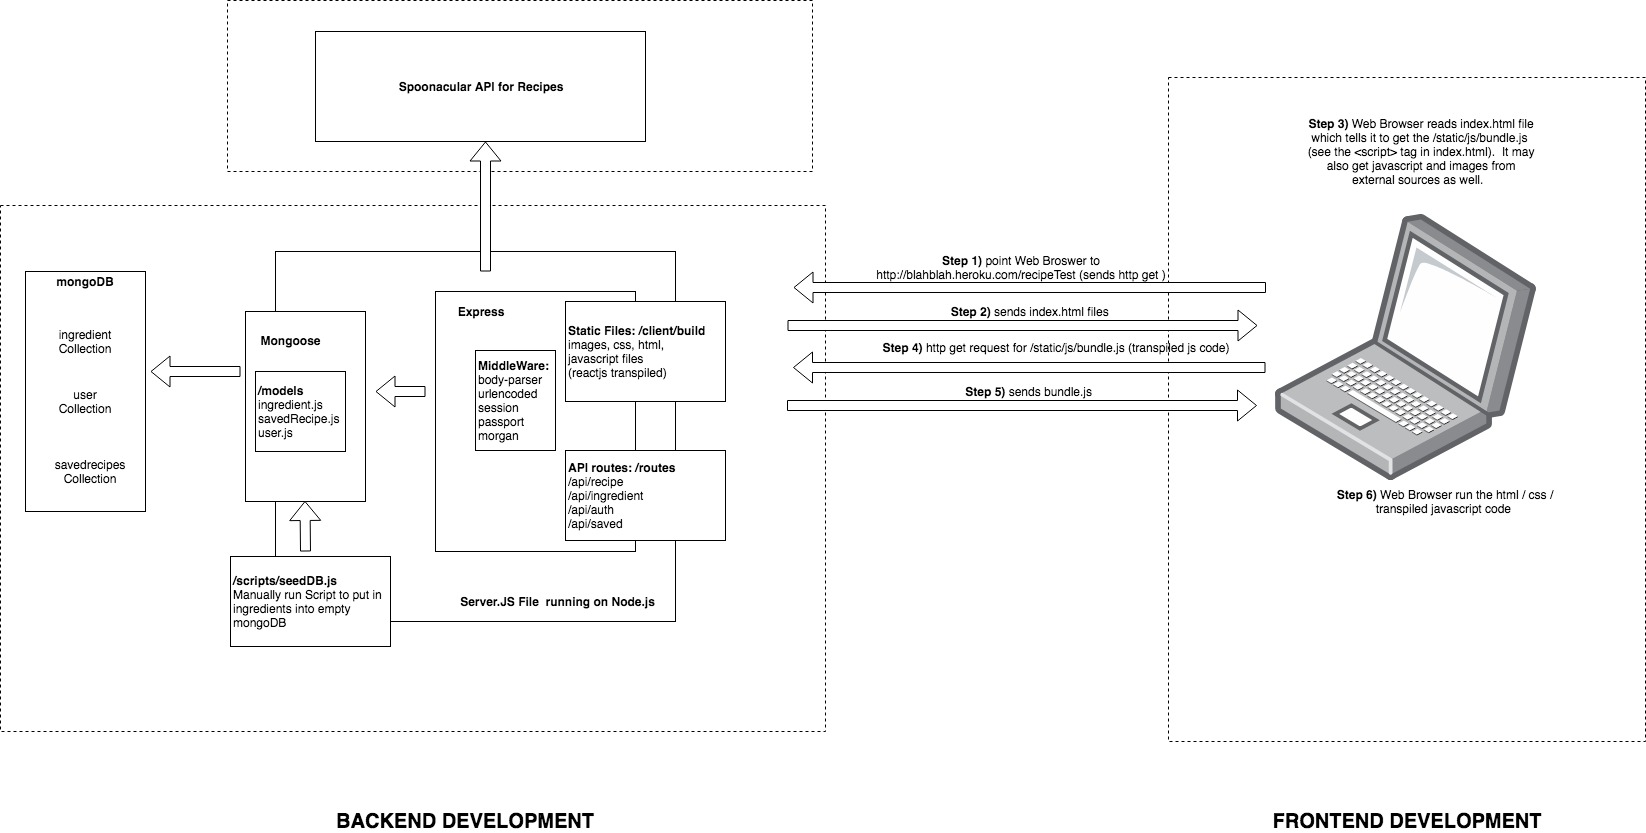 Spoonacular API for Recipes
Step 3) Web Browser reads index.html file
which tells it to get the /static/js/bundle.js
(see the <script> tag in index.html). It may
also get javascript and images from
external sources as well.
mongoDB
ingredient
Collection
user
Collection
savedrecipes
Collection
Mongoose
/models
ingredient.js
savedRecipe.js
user.js
Express
MiddleWare:
body-parser
urlencoded
session
passport
morgan
Static Files: /client/build
images, css, html,
javascript files
(reactjs transpiled)
API routes: /routes
/api/recipe
/api/ingredient
/api/auth
/api/saved
/scripts/seedDB.js
Manually run Script to put in
ingredients into empty
mongoDB
Server.JS File running on Node.js
Step 1) point Web Broswer to
http://blahblah.heroku.com/recipeTest (sends http get )
Step 2) sends index.html files
Step 4) http get request for /static/js/bundle.js (transpiled js code)
Step 5) sends bundle.js
Step 6) Web Browser run the html / css /
transpiled javascript code
BACKEND DEVELOPMENT
FRONTEND DEVELOPMENT